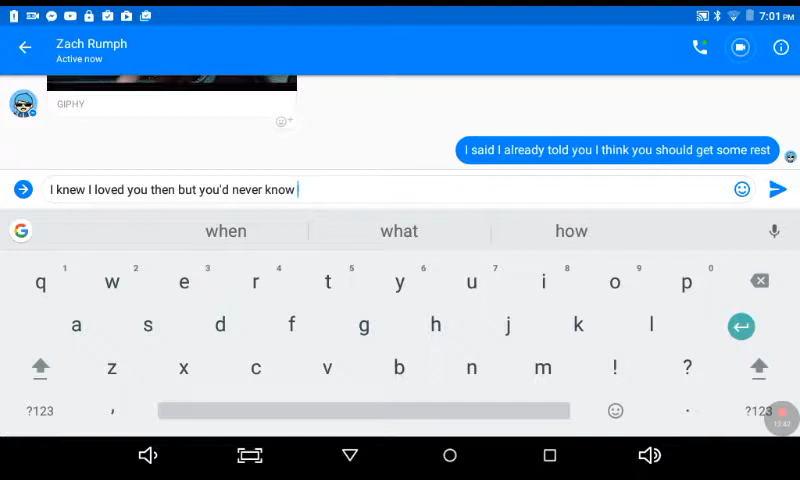 7:01 PM
Zach Rumph
Active now
GIPHY
I said I already told you I think you should get some rest
I knew I loved you then but you'd never know
G when what how
1 2 3 4 5 6 7 8 9 0
q w e r t y u i o p
a s d f g h j k l
z x c v b n m ! ?
?123 , . ?123
12:42